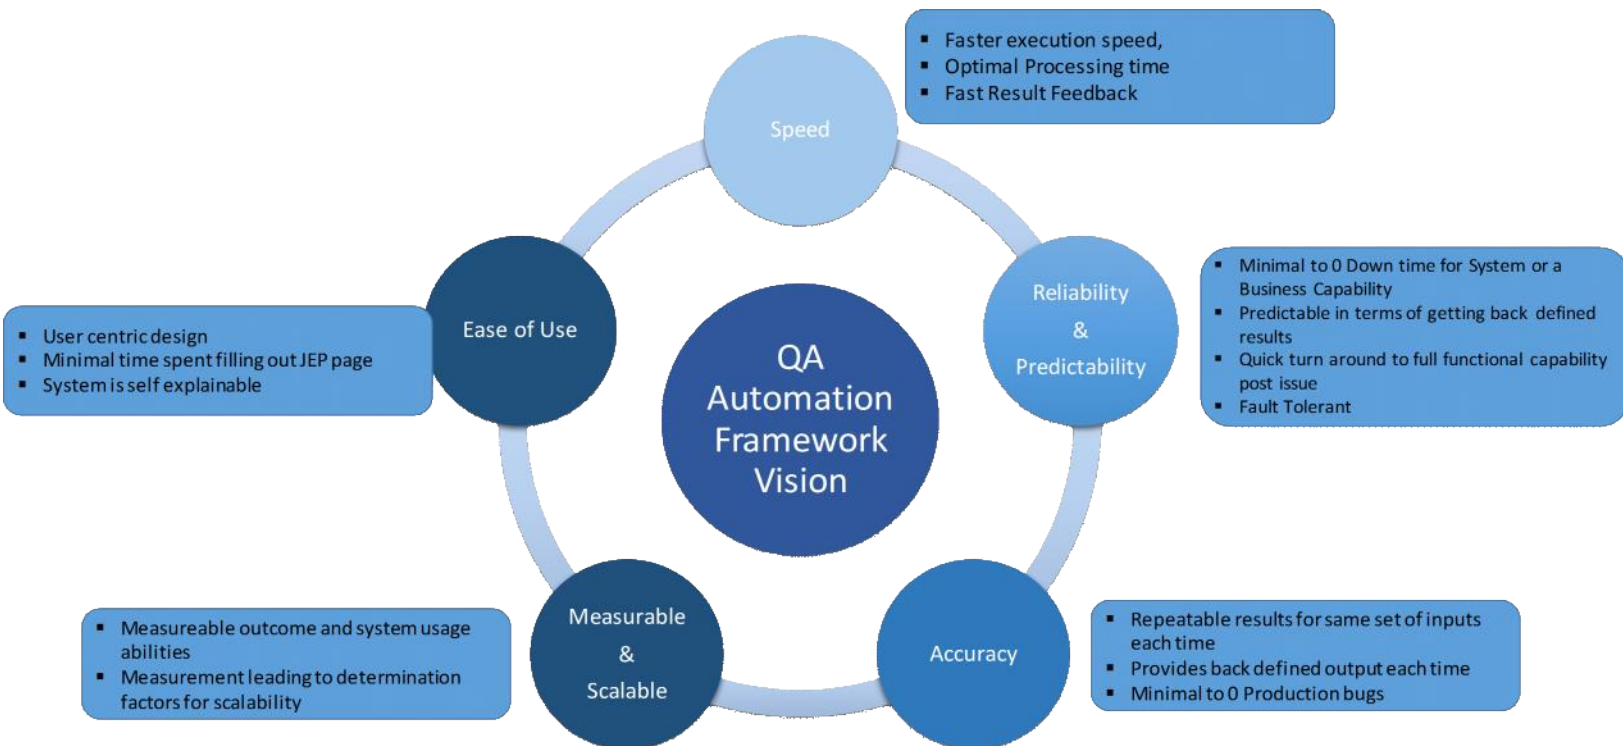 Speed
▪ Faster execution speed,
▪ Optimal Processing time
▪ Fast Result Feedback
Reliability
&
Predictability
▪ Minimal to 0 Down time for System or a
Business Capability
▪ Predictable in terms of getting back defined
results
▪ Quick turn around to full functional capability
post issue
▪ Fault Tolerant
Accuracy
▪ Repeatable results for same set of inputs
each time
▪ Provides back defined output each time
▪ Minimal to 0 Production bugs
Measurable
&
Scalable
▪ Measureable outcome and system usage
abilities
▪ Measurement leading to determination
factors for scalability
Ease of Use
▪ User centric design
▪ Minimal time spent filling out JEP page
▪ System is self explainable
QA
Automation
Framework
Vision